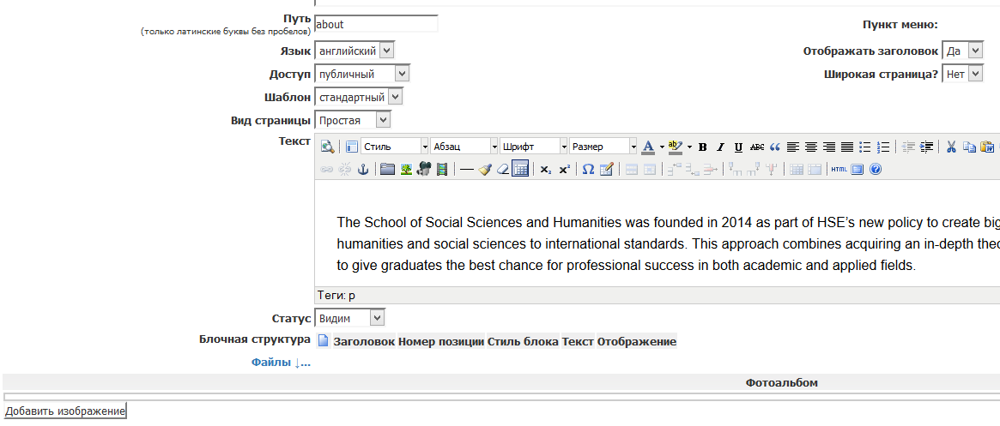 Путь about Пункт меню:
(только латинские буквы без пробелов)
Язык английский Отображать заголовок Да
Доступ публичный Широкая страница? Нет
Шаблон стандартный
Вид страницы Простая
Текст Стиль Абзац Шрифт Размер A ab B I U ABC
x₂ x² Ω HTML
The School of Social Sciences and Humanities was founded in 2014 as part of HSE’s new policy to create big
humanities and social sciences to international standards. This approach combines acquiring an in-depth theo
to give graduates the best chance for professional success in both academic and applied fields.
Теги: p
Статус Видим
Блочная структура Заголовок Номер позиции Стиль блока Текст Отображение
Файлы ↓...
Фотоальбом
Добавить изображение